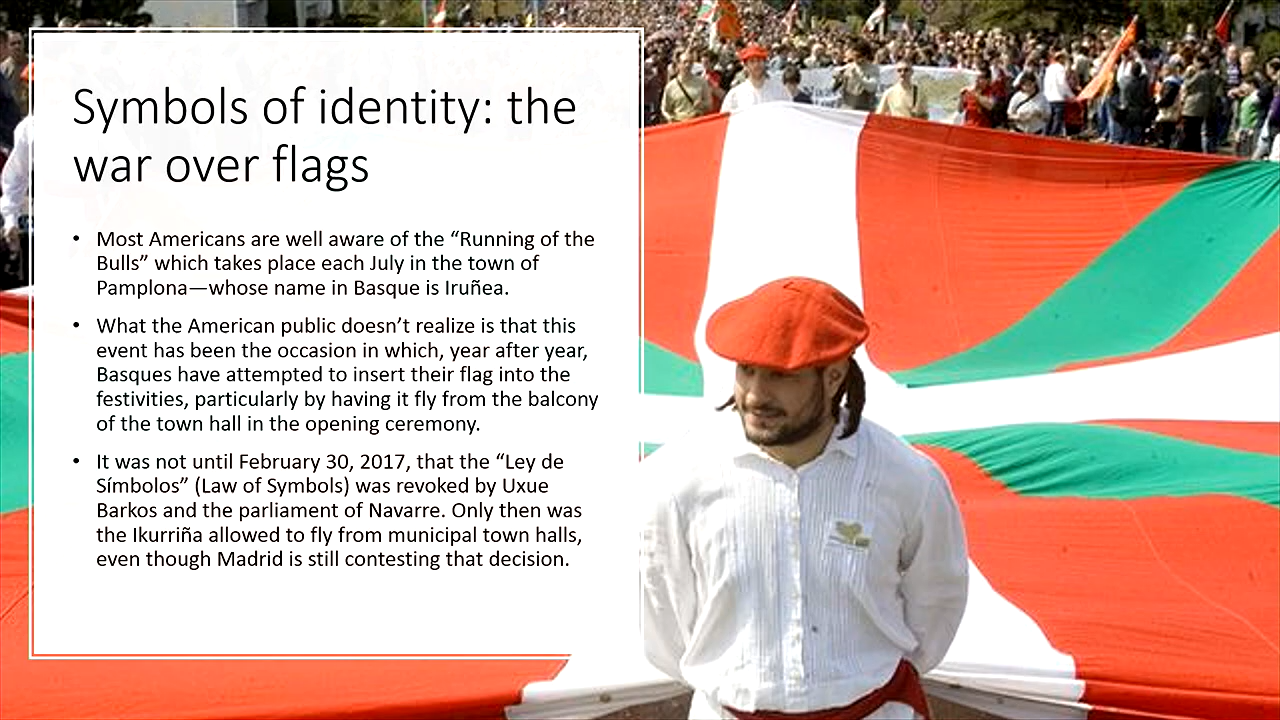 Symbols of identity: the
war over flags
• Most Americans are well aware of the “Running of the
Bulls” which takes place each July in the town of
Pamplona—whose name in Basque is Iruñea.
• What the American public doesn’t realize is that this
event has been the occasion in which, year after year,
Basques have attempted to insert their flag into the
festivities, particularly by having it fly from the balcony
of the town hall in the opening ceremony.
• It was not until February 30, 2017, that the “Ley de
Símbolos” (Law of Symbols) was revoked by Uxue
Barkos and the parliament of Navarre. Only then was
the Ikurriña allowed to fly from municipal town halls,
even though Madrid is still contesting that decision.